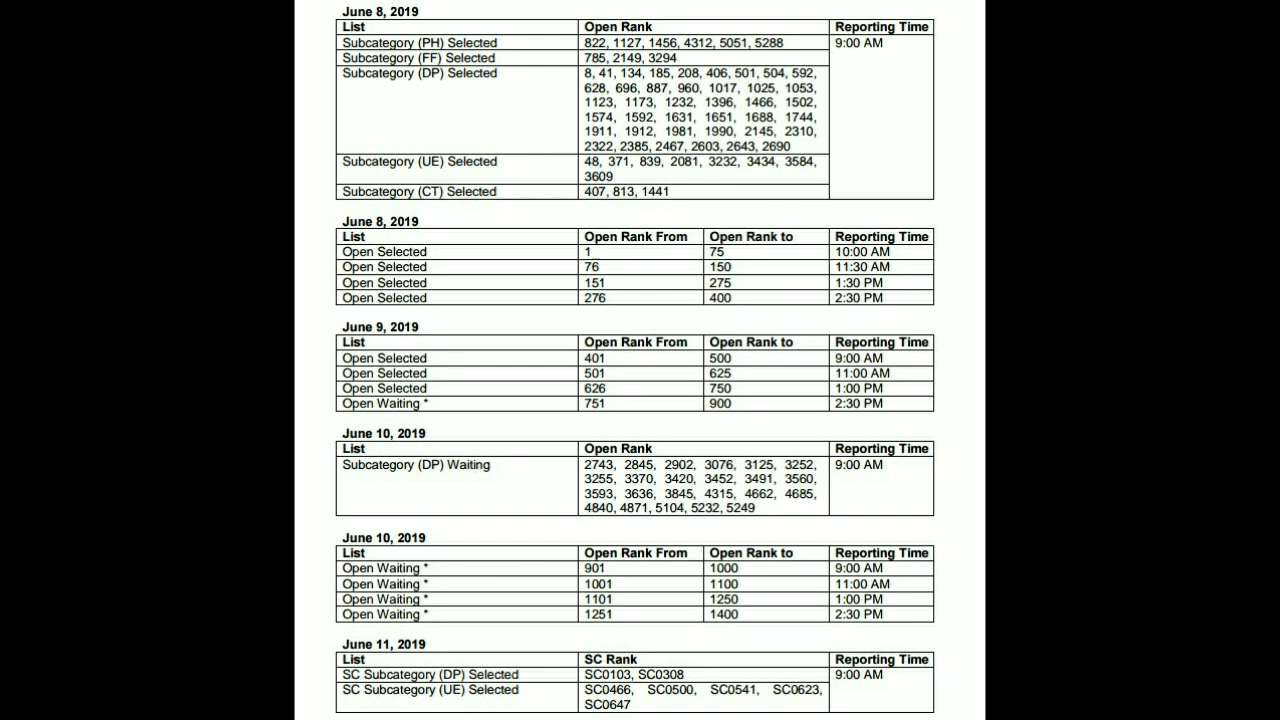 June 8, 2019
List Open Rank Reporting Time
Subcategory (PH) Selected 822, 1127, 1456, 4312, 5051, 5288 9:00 AM
Subcategory (FF) Selected 785, 2149, 3294
Subcategory (DP) Selected 8, 41, 134, 185, 208, 406, 501, 504, 592,
628, 696, 887, 960, 1017, 1025, 1053,
1123, 1173, 1232, 1396, 1466, 1502,
1574, 1592, 1631, 1651, 1688, 1744,
1911, 1912, 1981, 1990, 2145, 2310,
2322, 2385, 2467, 2603, 2643, 2690
Subcategory (UE) Selected 48, 371, 839, 2081, 3232, 3434, 3584,
3609
Subcategory (CT) Selected 407, 813, 1441
June 8, 2019
List Open Rank From Open Rank to Reporting Time
Open Selected 1 75 10:00 AM
Open Selected 76 150 11:30 AM
Open Selected 151 275 1:30 PM
Open Selected 276 400 2:30 PM
June 9, 2019
List Open Rank From Open Rank to Reporting Time
Open Selected 401 500 9:00 AM
Open Selected 501 625 11:00 AM
Open Selected 626 750 1:00 PM
Open Waiting * 751 900 2:30 PM
June 10, 2019
List Open Rank Reporting Time
Subcategory (DP) Waiting 2743, 2845, 2902, 3076, 3125, 3252, 9:00 AM
3255, 3370, 3420, 3452, 3491, 3560,
3593, 3636, 3845, 4315, 4662, 4685,
4840, 4871, 5104, 5232, 5249
June 10, 2019
List Open Rank From Open Rank to Reporting Time
Open Waiting * 901 1000 9:00 AM
Open Waiting * 1001 1100 11:00 AM
Open Waiting * 1101 1250 1:00 PM
Open Waiting * 1251 1400 2:30 PM
June 11, 2019
List SC Rank Reporting Time
SC Subcategory (DP) Selected SC0103, SC0308 9:00 AM
SC Subcategory (UE) Selected SC0466, SC0500, SC0541, SC0623,
SC0647